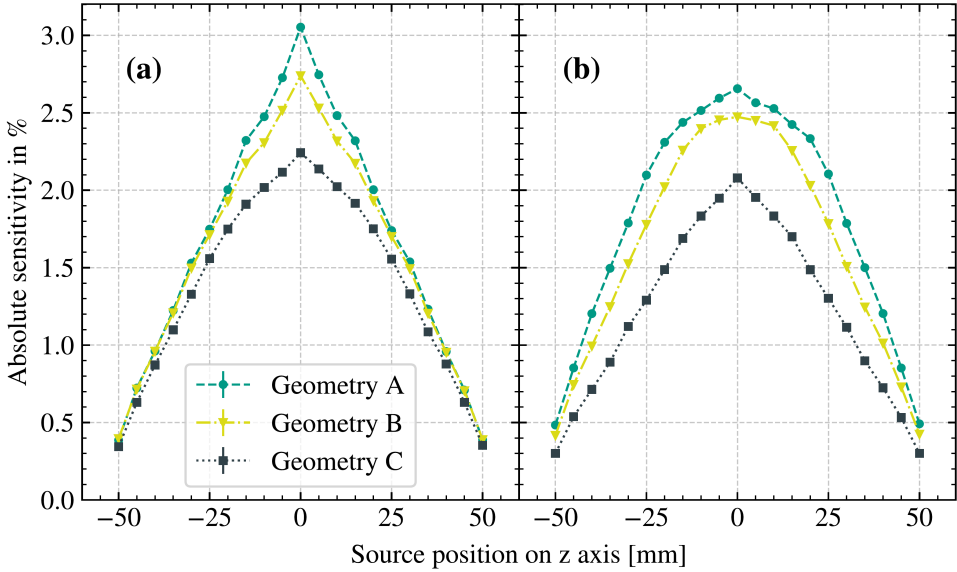 Absolute sensitivity in %
3.0
2.5
2.0
1.5
1.0
0.5
0.0
(a)
(b)
Geometry A
Geometry B
Geometry C
−50 −25 0 25 50 −50 −25 0 25 50
Source position on z axis [mm]